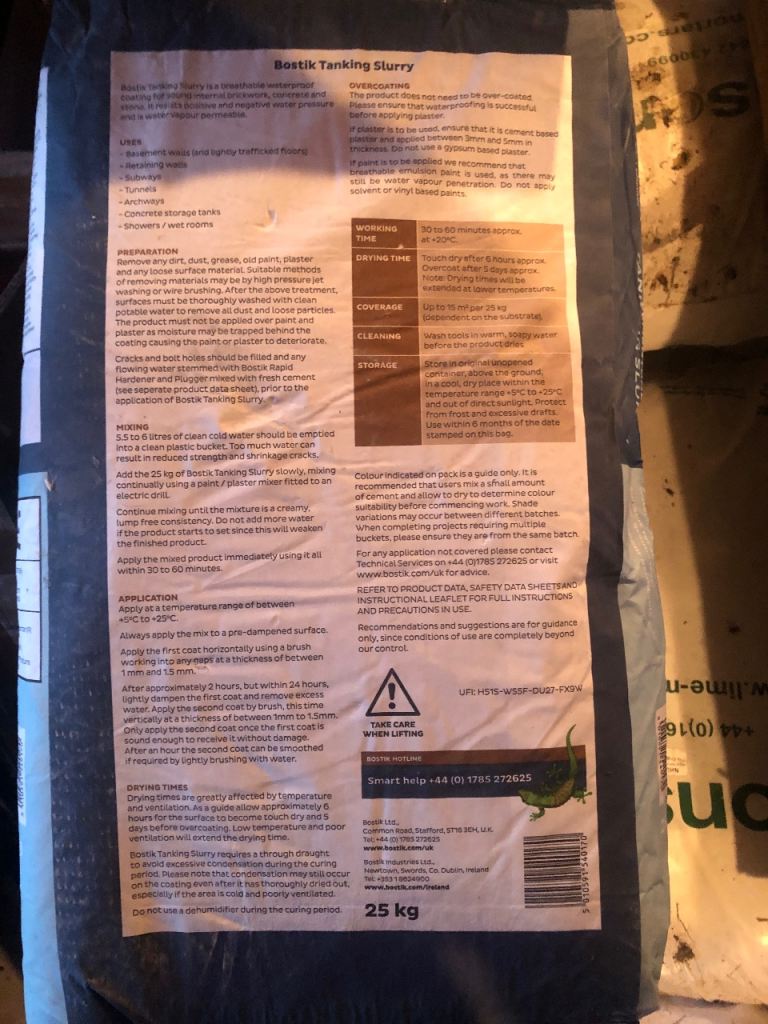 Bostik Tanking Slurry
Bostik Tanking Slurry is a breathable waterproof
coating for sound internal brickwork, concrete and
stone. It resists positive and negative water pressure
and is water vapour permeable.
USES
- Basement walls (and lightly trafficked floors)
- Retaining walls
- Subways
- Tunnels
- Archways
- Concrete storage tanks
- Showers / wet rooms
PREPARATION
Remove any dirt, dust, grease, old paint, plaster
and any loose surface material. Suitable methods
of removing materials may be by high pressure jet
washing or wire brushing. After the above treatment,
surfaces must be thoroughly washed with clean
potable water to remove all dust and loose particles.
The product must not be applied over paint and
plaster as moisture may be trapped behind the
coating causing the paint or plaster to deteriorate.
Cracks and bolt holes should be filled and any
flowing water stemmed with Bostik Rapid
Hardener and Plugger mixed with fresh cement
(see seperate product data sheet), prior to the
application of Bostik Tanking Slurry.
MIXING
5.5 to 6 litres of clean cold water should be emptied
into a clean plastic bucket. Too much water can
result in reduced strength and shrinkage cracks.
Add the 25 kg of Bostik Tanking Slurry slowly, mixing
continually using a paint / plaster mixer fitted to an
electric drill.
Continue mixing until the mixture is a creamy,
lump free consistency. Do not add more water
if the product starts to set since this will weaken
the finished product.
Apply the mixed product immediately using it all
within 30 to 60 minutes.
APPLICATION
Apply at a temperature range of between
+5°C to +25°C.
Always apply the mix to a pre-dampened surface.
Apply the first coat horizontally using a brush
working into any gaps at a thickness of between
1 mm and 1.5 mm.
After approximately 2 hours, but within 24 hours,
lightly dampen the first coat and remove excess
water. Apply the second coat by brush, this time
vertically at a thickness of between 1mm to 1.5mm.
Only apply the second coat once the first coat is
sound enough to receive it without damage.
After an hour the second coat can be smoothed
if required by lightly brushing with water.
DRYING TIMES
Drying times are greatly affected by temperature
and ventilation. As a guide allow approximately 6
hours for the surface to become touch dry and 5
days before overcoating. Low temperature and poor
ventilation will extend the drying time.
Bostik Tanking Slurry requires a through draught
to avoid excessive condensation during the curing
period. Please note that condensation may still occur
on the coating even after it has thoroughly dried out,
especially if the area is cold and poorly ventilated.
Do not use a dehumidifier during the curing period.
OVERCOATING
The product does not need to be over-coated.
Please ensure that waterproofing is successful
before applying plaster.
If plaster is to be used, ensure that it is cement based
plaster and applied between 3mm and 5mm in
thickness. Do not use a gypsum based plaster.
If paint is to be applied we recommend that
breathable emulsion paint is used, as there may
still be water vapour penetration. Do not apply
solvent or vinyl based paints.
WORKING TIME 30 to 60 minutes approx.
at +20°C.
DRYING TIME Touch dry after 6 hours approx.
Overcoat after 5 days approx.
Note: Drying times will be
extended at lower temperatures.
COVERAGE Up to 15 m² per 25 kg
(dependent on the substrate).
CLEANING Wash tools in warm, soapy water
before the product dries
STORAGE Store in original unopened
container, above the ground,
in a cool, dry place within the
temperature range +5°C to +25°C
and out of direct sunlight. Protect
from frost and excessive drafts.
Use within 6 months of the date
stamped on this bag.
Colour indicated on pack is a guide only. It is
recommended that users mix a small amount
of cement and allow to dry to determine colour
suitability before commencing work. Shade
variations may occur between different batches.
When completing projects requiring multiple
buckets, please ensure they are from the same batch.
For any application not covered please contact
Technical Services on +44 (0)1785 272625 or visit
www.bostik.com/uk for advice.
REFER TO PRODUCT DATA, SAFETY DATA SHEETS AND
INSTRUCTIONAL LEAFLET FOR FULL INSTRUCTIONS
AND PRECAUTIONS IN USE.
Recommendations and suggestions are for guidance
only, since conditions of use are completely beyond
our control.
TAKE CARE
WHEN LIFTING
UFI: H51S-W55F-DU27-FX9W
BOSTIK HOTLINE
Smart help +44 (0) 1785 272625
Bostik Ltd.,
Common Road, Stafford, ST16 3EH, U.K.
Tel: +44 (0) 1785 272625
www.bostik.com/uk
Bostik Industries Ltd.,
Newtown, Swords, Co. Dublin, Ireland
Tel: +353 1 8624900
www.bostik.com/ireland
25 kg
5 010591 540170